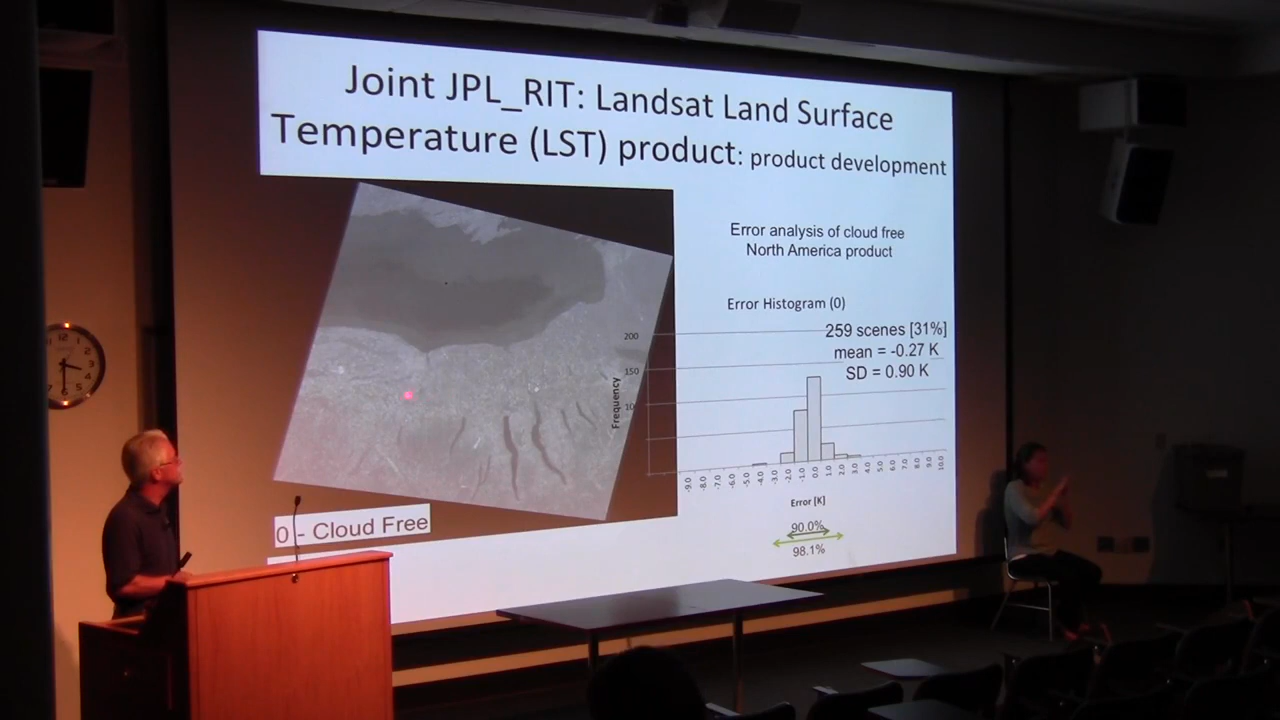 Joint JPL_RIT: Landsat Land Surface
Temperature (LST) product: product development
Error analysis of cloud free
North America product
Error Histogram (0)
259 scenes [31%]
mean = -0.27 K
SD = 0.90 K
200
150
10
Frequency
-9.0 -8.0 -7.0 -6.0 -5.0 -4.0 -3.0 -2.0 -1.0 0.0 1.0 2.0 3.0 4.0 5.0 6.0 7.0 8.0 9.0 10.0
Error [K]
90.0%
98.1%
0 - Cloud Free